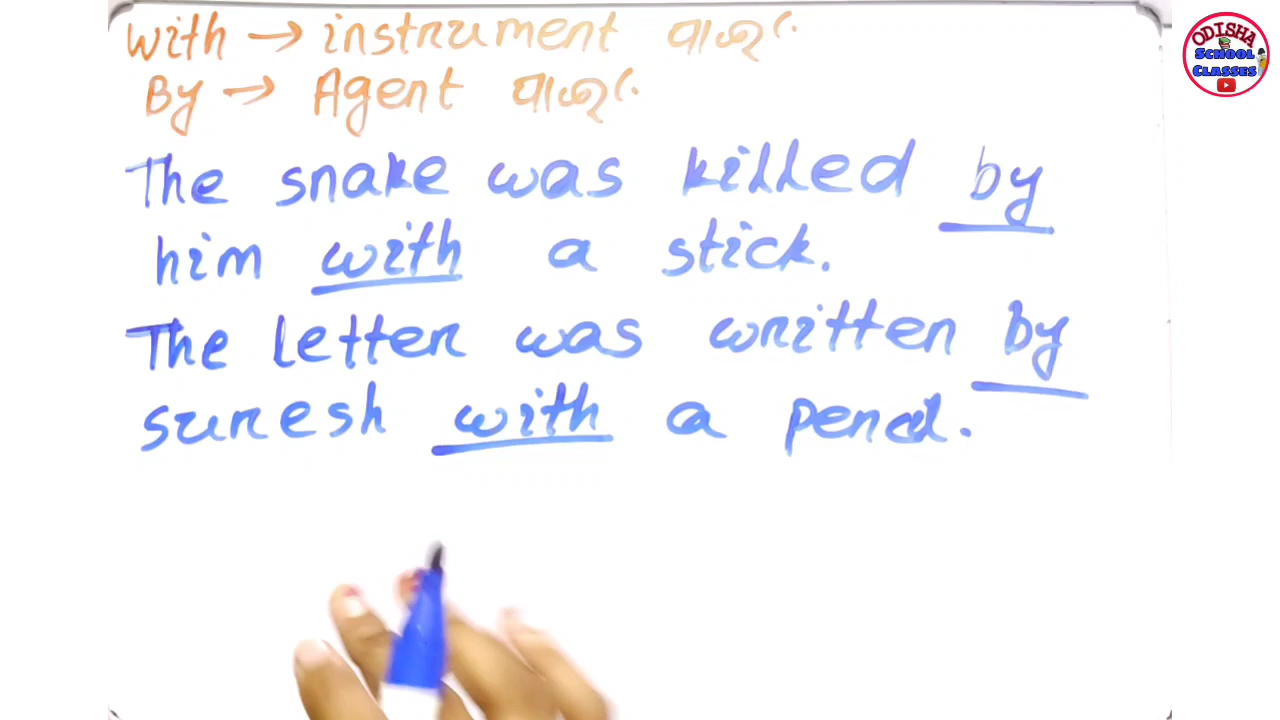 With → instrument ପାଇଁ
By → Agent ପାଇଁ
The snake was killed by
him with a stick.
The letter was written by
suresh with a pencil.
ODISHA
SCHOOL
CLASSES